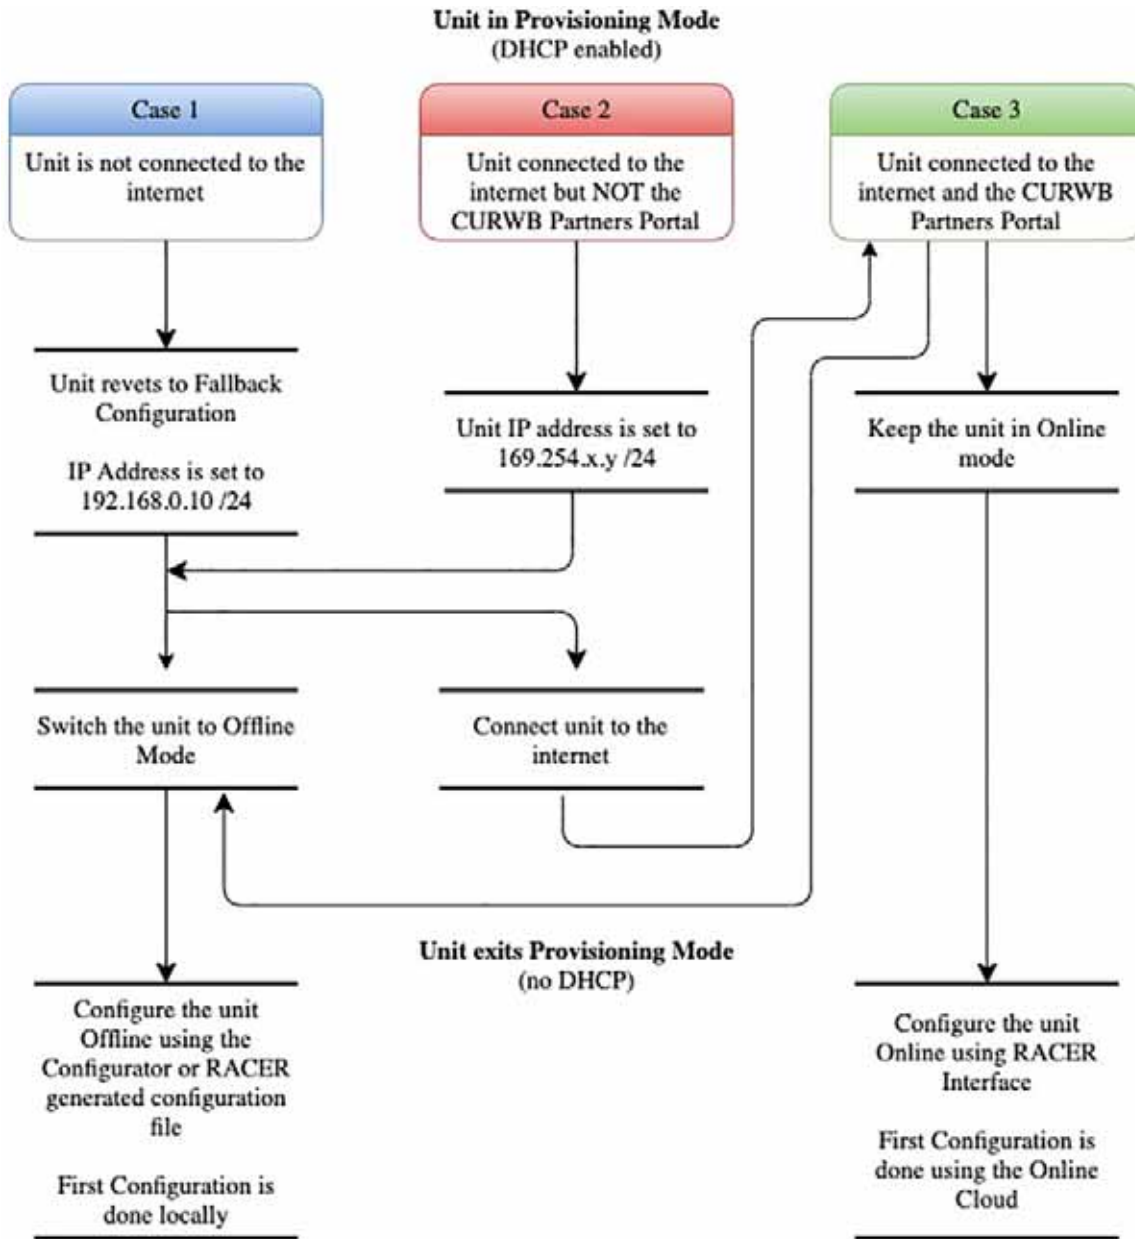 Unit in Provisioning Mode
(DHCP enabled)
Case 1
Unit is not connected to the
internet
Case 2
Unit connected to the
internet but NOT the
CURWB Partners Portal
Case 3
Unit connected to the
internet and the CURWB
Partners Portal
Unit revets to Fallback
Configuration
IP Address is set to
192.168.0.10 /24
Unit IP address is set to
169.254.x.y /24
Keep the unit in Online
mode
Switch the unit to Offline
Mode
Connect unit to the
internet
Unit exits Provisioning Mode
(no DHCP)
Configure the unit
Offline using the
Configurator or RACER
generated configuration
file
First Configuration is
done locally
Configure the unit
Online using RACER
Interface
First Configuration is
done using the Online
Cloud